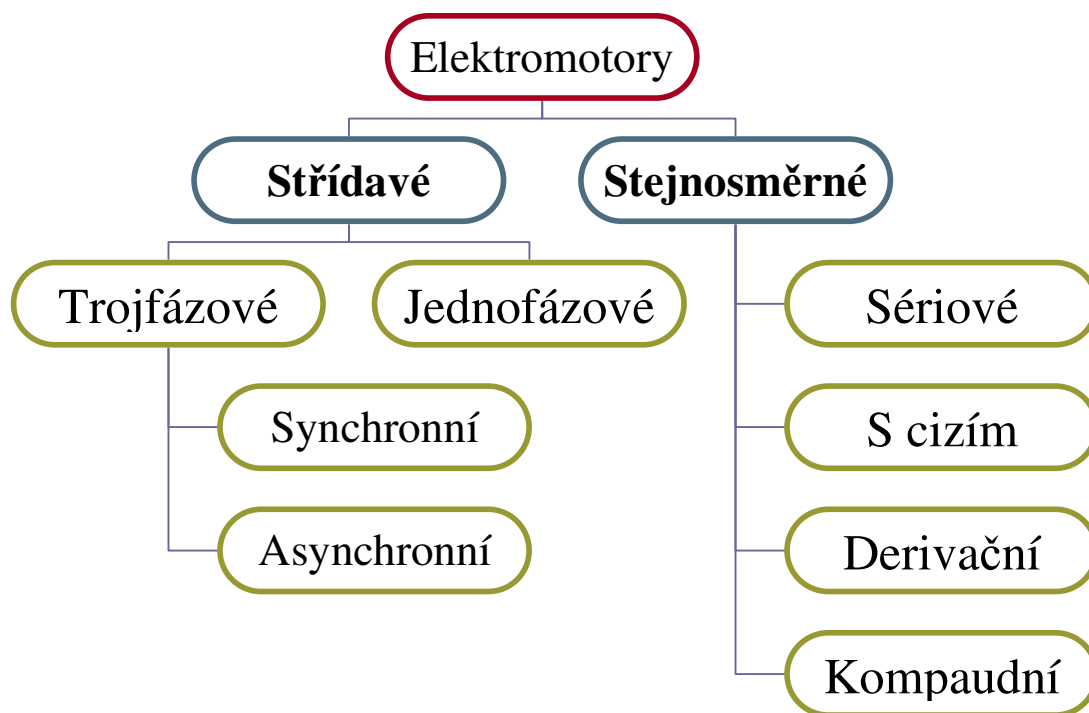 Elektromotory
Střídavé
Stejnosměrné
Trojfázové
Jednofázové
Sériové
Synchronní
S cizím
Asynchronní
Derivační
Kompaudní